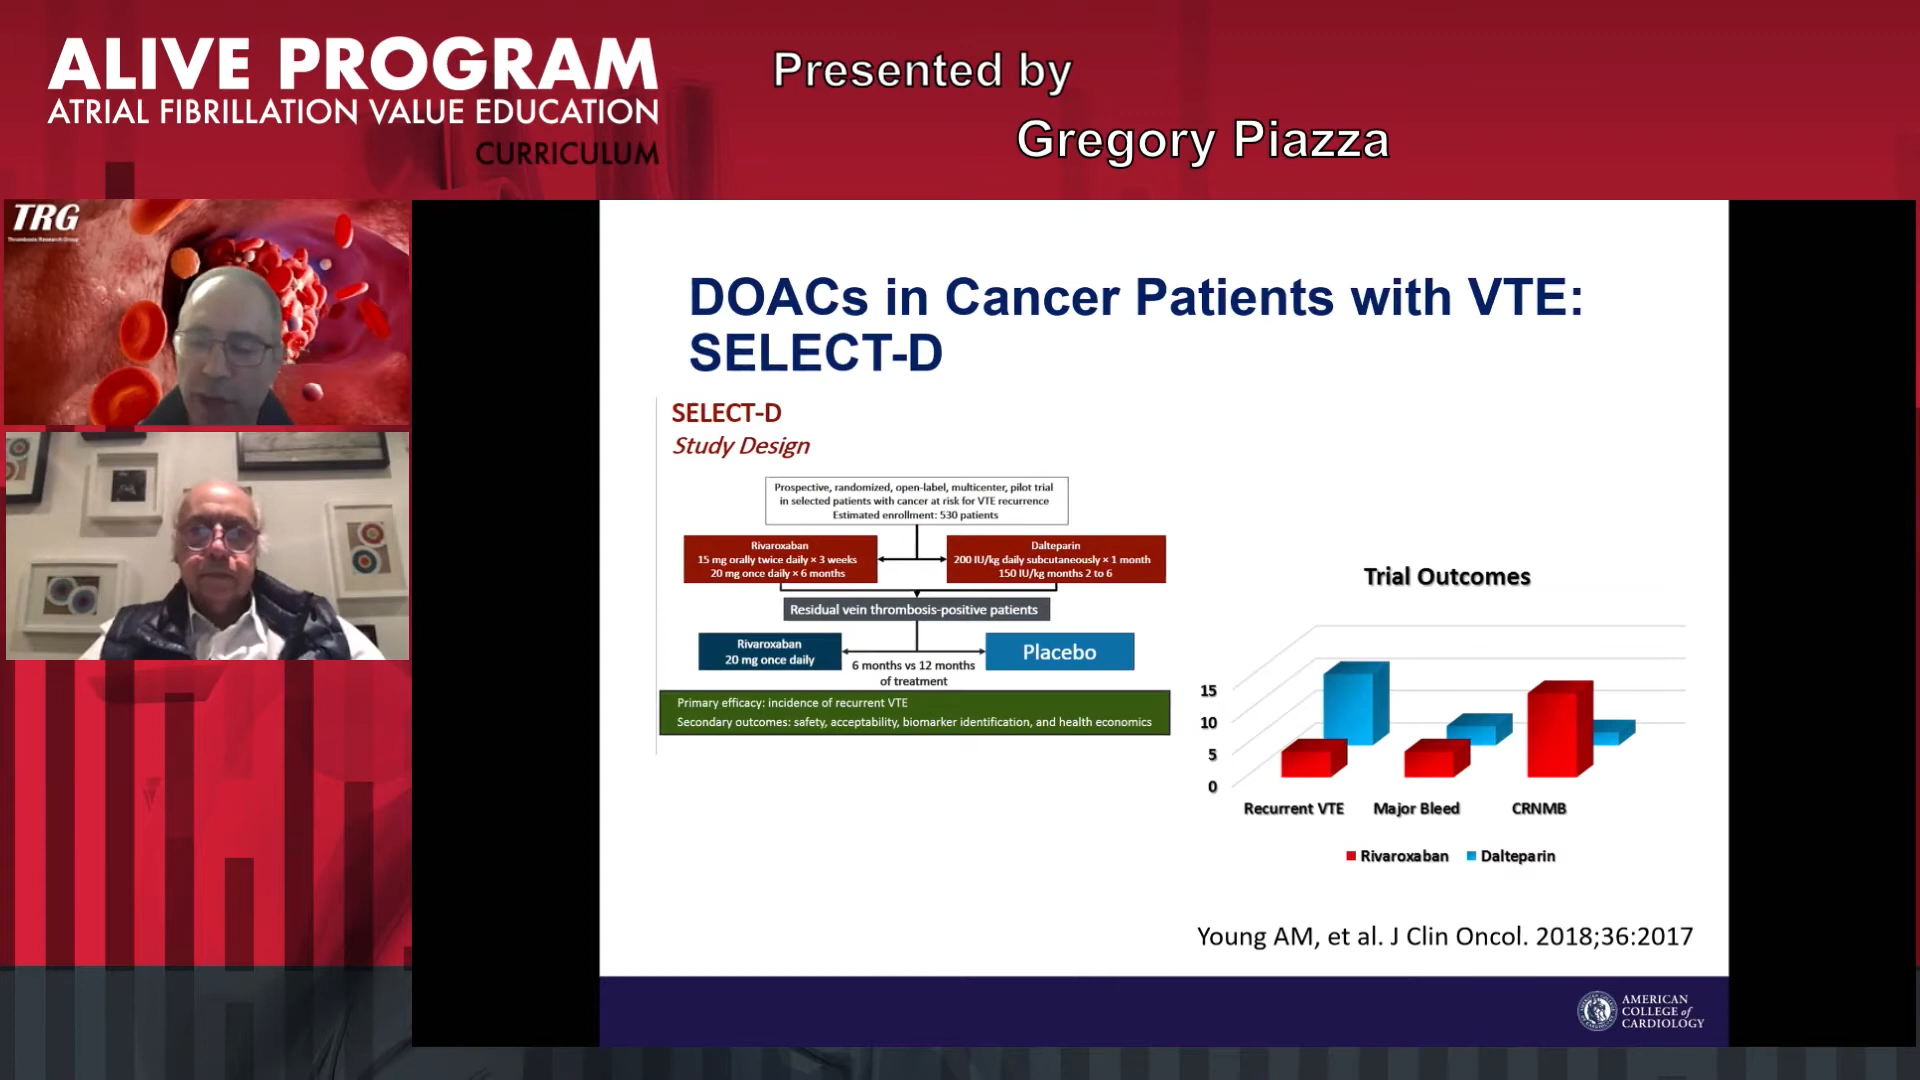 ALIVE PROGRAM
ATRIAL FIBRILLATION VALUE EDUCATION
CURRICULUM
Presented by
Gregory Piazza
TRG
Thrombosis Research Group
DOACs in Cancer Patients with VTE:
SELECT-D
SELECT-D
Study Design
Prospective, randomized, open-label, multicenter, pilot trial
in selected patients with cancer at risk for VTE recurrence
Estimated enrollment: 530 patients
Rivaroxaban
15 mg orally twice daily × 3 weeks
20 mg once daily × 6 months
Dalteparin
200 IU/kg daily subcutaneously × 1 month
150 IU/kg months 2 to 6
Residual vein thrombosis-positive patients
Rivaroxaban
20 mg once daily
Placebo
6 months vs 12 months
of treatment
Primary efficacy: incidence of recurrent VTE
Secondary outcomes: safety, acceptability, biomarker identification, and health economics
Trial Outcomes
15
10
5
0
Recurrent VTE
Major Bleed
CRNMB
Rivaroxaban
Dalteparin
Young AM, et al. J Clin Oncol. 2018;36:2017
AMERICAN
COLLEGE of
CARDIOLOGY